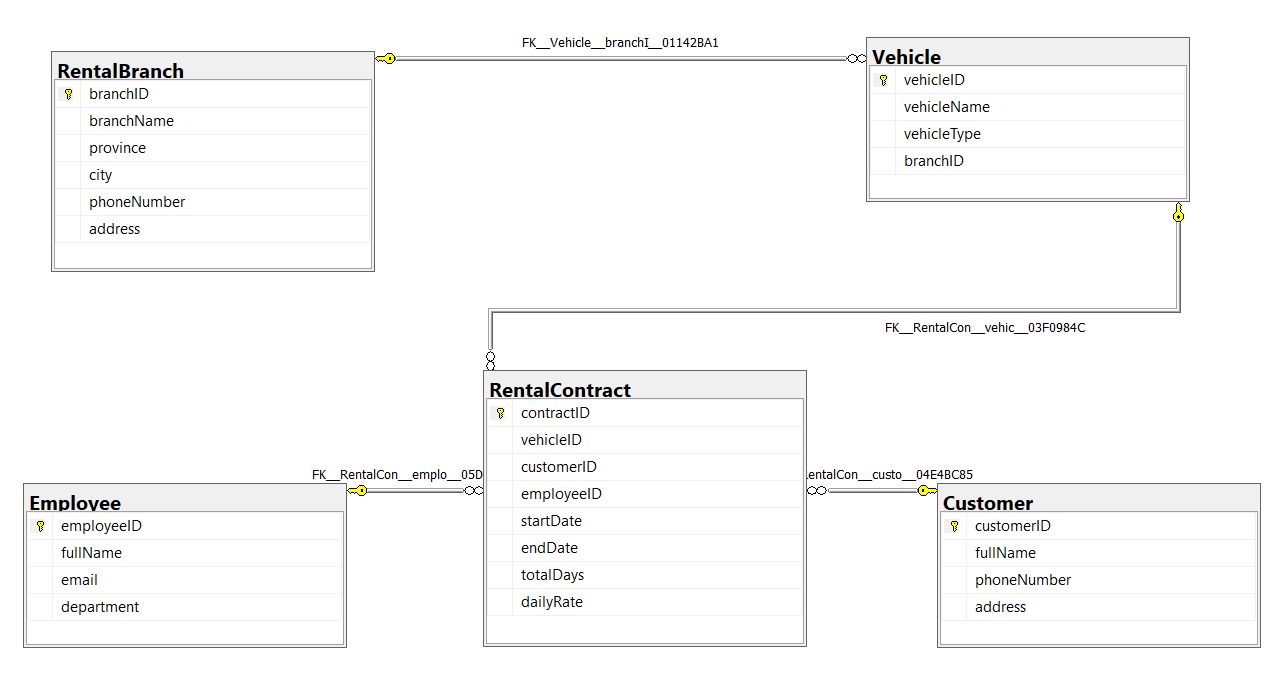 FK__Vehicle__branchI__01142BA1
RentalBranch
branchID
branchName
province
city
phoneNumber
address
Vehicle
vehicleID
vehicleName
vehicleType
branchID
FK__RentalCon__vehic__03F0984C
RentalContract
contractID
vehicleID
customerID
employeeID
startDate
endDate
totalDays
dailyRate
FK__RentalCon__emplo__05D
Employee
employeeID
fullName
email
department
entalCon__custo__04E4BC85
Customer
customerID
fullName
phoneNumber
address